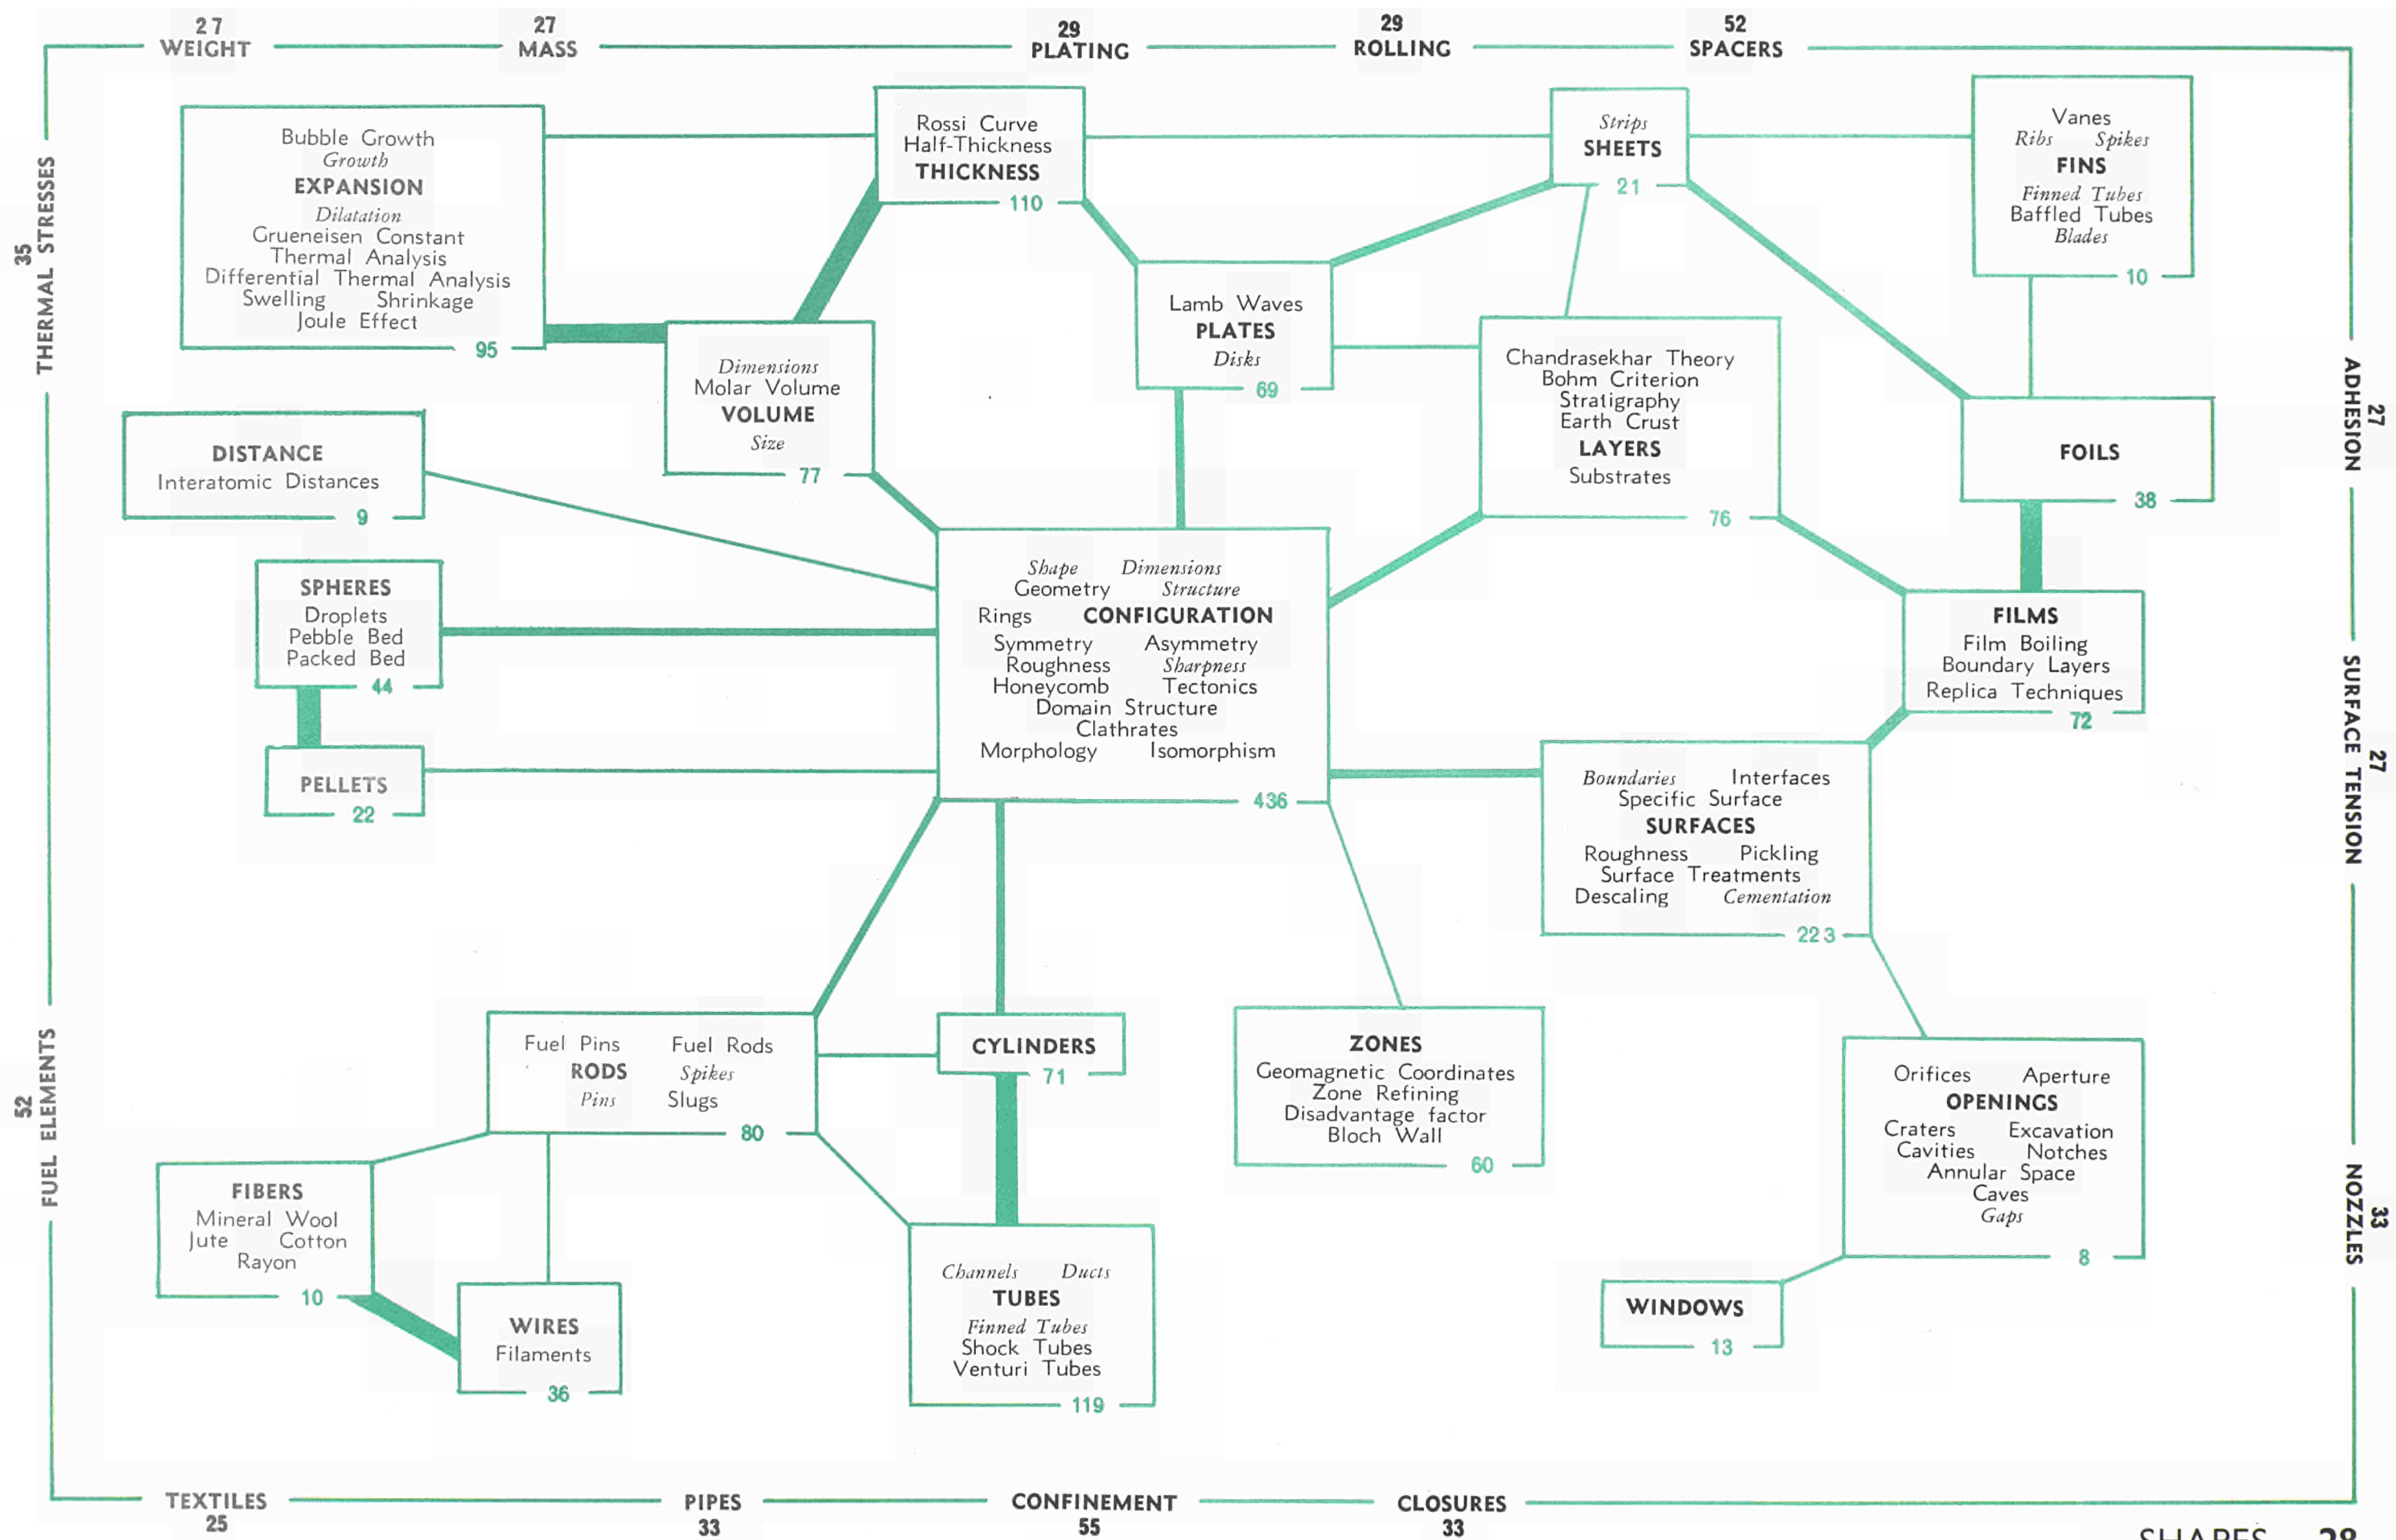 27
WEIGHT
27
MASS
29
PLATING
29
ROLLING
52
SPACERS
35
THERMAL STRESSES
52
FUEL ELEMENTS
Bubble Growth
Growth
EXPANSION
Dilatation
Grueneisen Constant
Thermal Analysis
Differential Thermal Analysis
Swelling Shrinkage
Joule Effect
95
Rossi Curve
Half-Thickness
THICKNESS
110
Strips
SHEETS
21
Vanes
Ribs Spikes
FINS
Finned Tubes
Baffled Tubes
Blades
10
Dimensions
Molar Volume
VOLUME
Size
77
Lamb Waves
PLATES
Disks
69
Chandrasekhar Theory
Bohm Criterion
Stratigraphy
Earth Crust
LAYERS
Substrates
76
FOILS
38
DISTANCE
Interatomic Distances
9
SPHERES
Droplets
Pebble Bed
Packed Bed
44
PELLETS
22
Shape Dimensions
Geometry Structure
Rings CONFIGURATION
Symmetry Asymmetry
Roughness Sharpness
Honeycomb Tectonics
Domain Structure
Clathrates
Morphology Isomorphism
436
FILMS
Film Boiling
Boundary Layers
Replica Techniques
72
Boundaries Interfaces
Specific Surface
SURFACES
Roughness Pickling
Surface Treatments
Descaling Cementation
223
Fuel Pins Fuel Rods
RODS Spikes
Pins Slugs
80
CYLINDERS
71
ZONES
Geomagnetic Coordinates
Zone Refining
Disadvantage factor
Bloch Wall
60
Orifices Aperture
OPENINGS
Craters Excavation
Cavities Notches
Annular Space
Caves
Gaps
8
FIBERS
Mineral Wool
Jute Cotton
Rayon
10
WIRES
Filaments
36
Channels Ducts
TUBES
Finned Tubes
Shock Tubes
Venturi Tubes
119
WINDOWS
13
27
ADHESION
27
SURFACE TENSION
33
NOZZLES
TEXTILES
25
PIPES
33
CONFINEMENT
55
CLOSURES
33
SHAPES 28